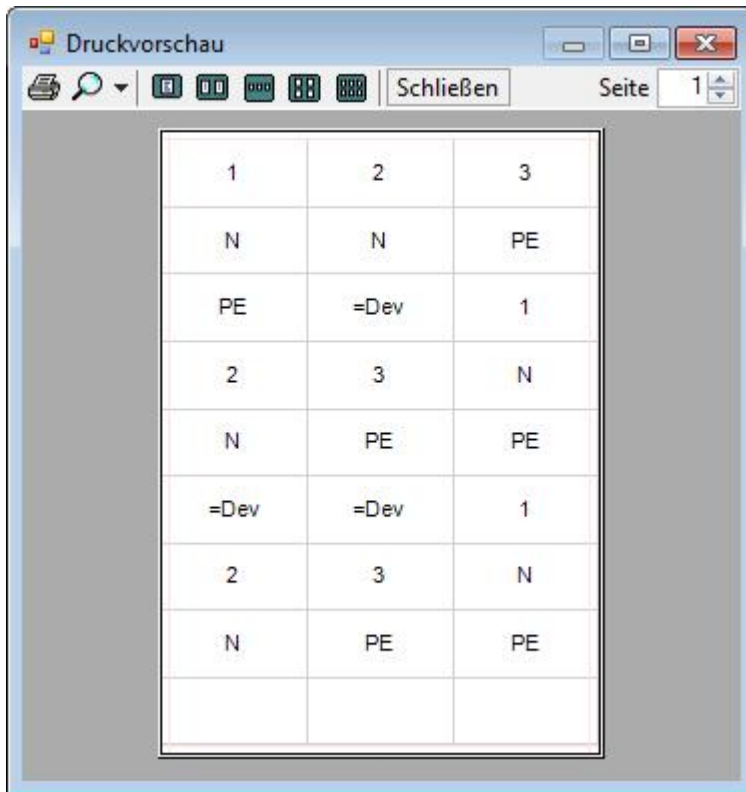 Druckvorschau
Schließen Seite 1
1 2 3
N N PE
PE =Dev 1
2 3 N
N PE PE
=Dev =Dev 1
2 3 N
N PE PE